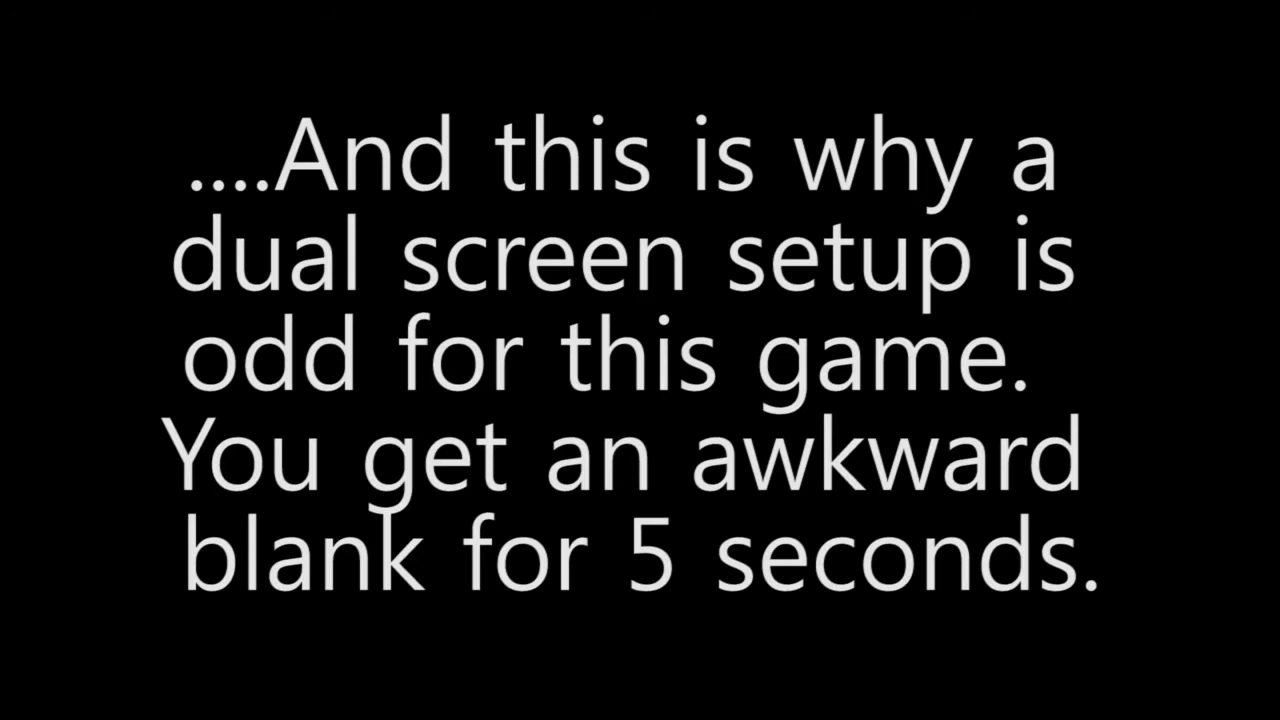 ....And this is why a
dual screen setup is
odd for this game.
You get an awkward
blank for 5 seconds.